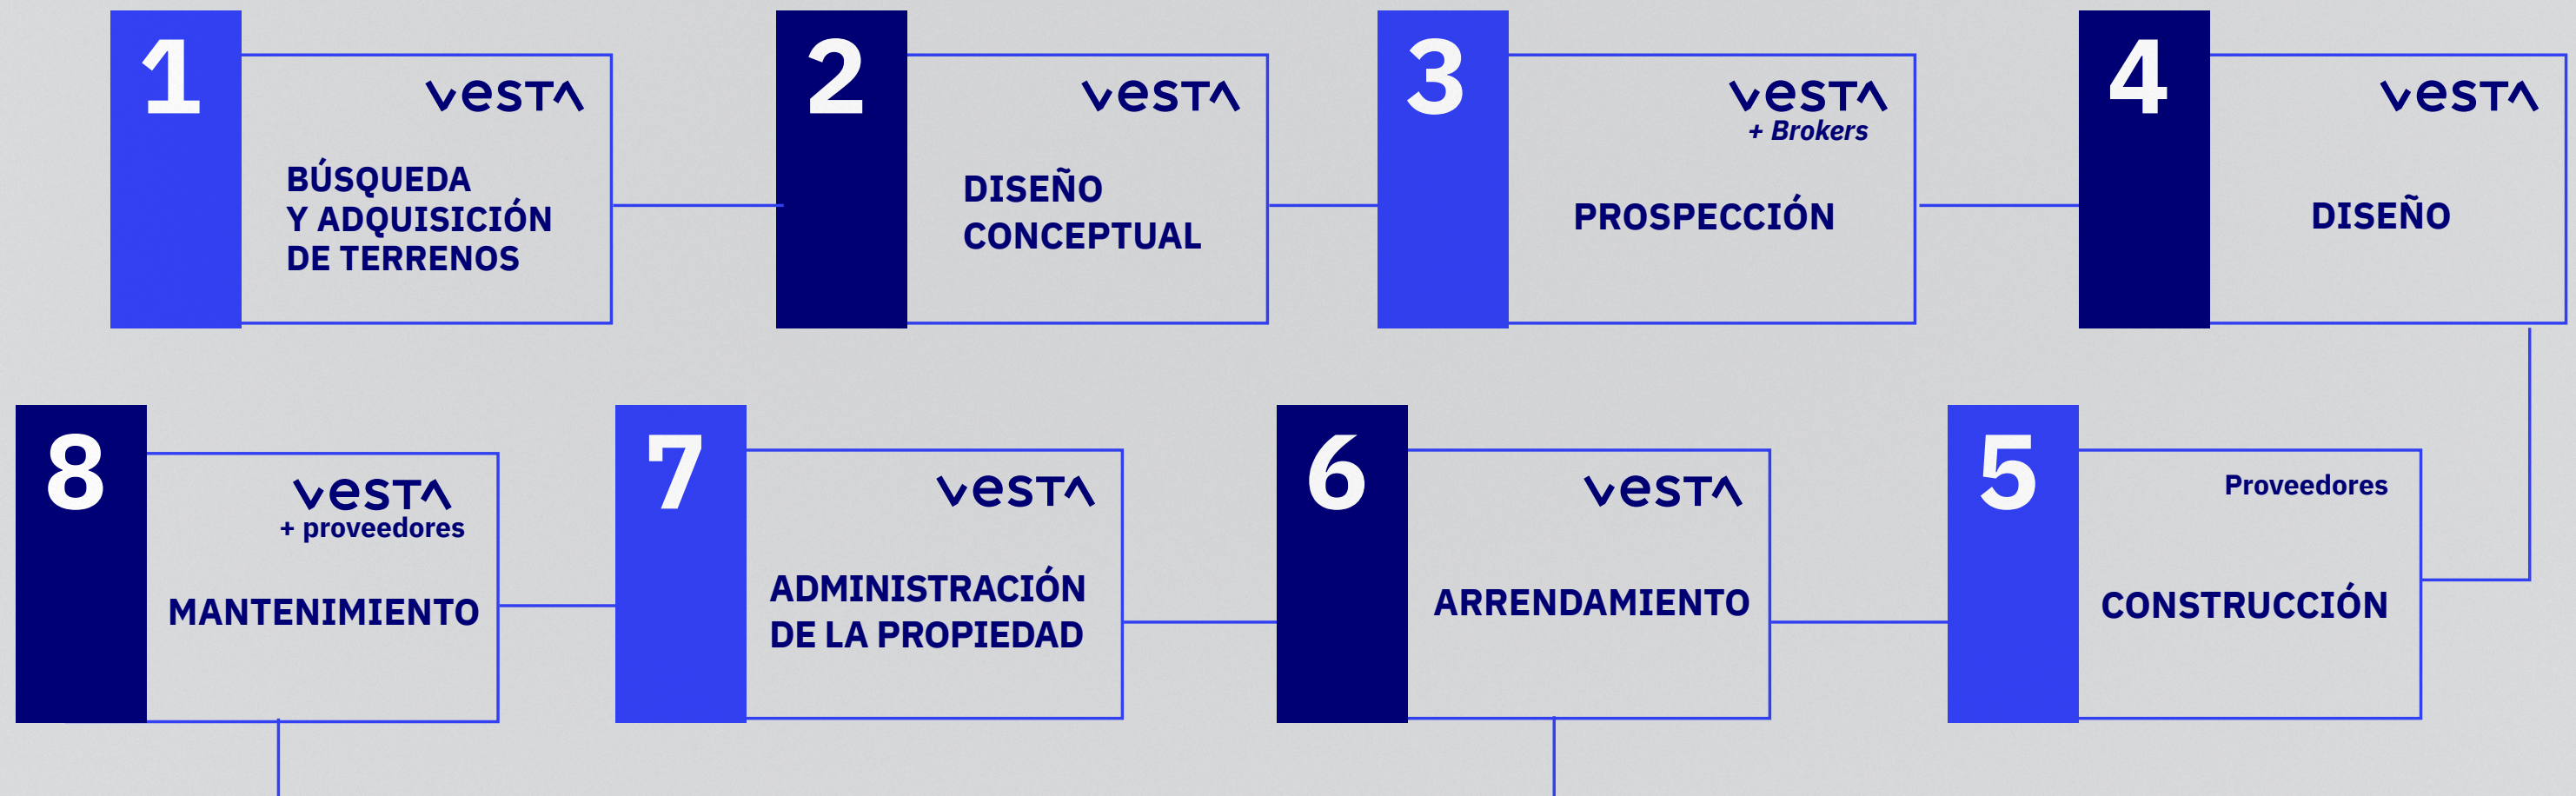 1
VESTA
BÚSQUEDA
Y ADQUISICIÓN
DE TERRENOS
2
VESTA
DISEÑO
CONCEPTUAL
3
VESTA
+ Brokers
PROSPECCIÓN
4
VESTA
DISEÑO
5
Proveedores
CONSTRUCCIÓN
6
VESTA
ARRENDAMIENTO
7
VESTA
ADMINISTRACIÓN
DE LA PROPIEDAD
8
VESTA
+ proveedores
MANTENIMIENTO